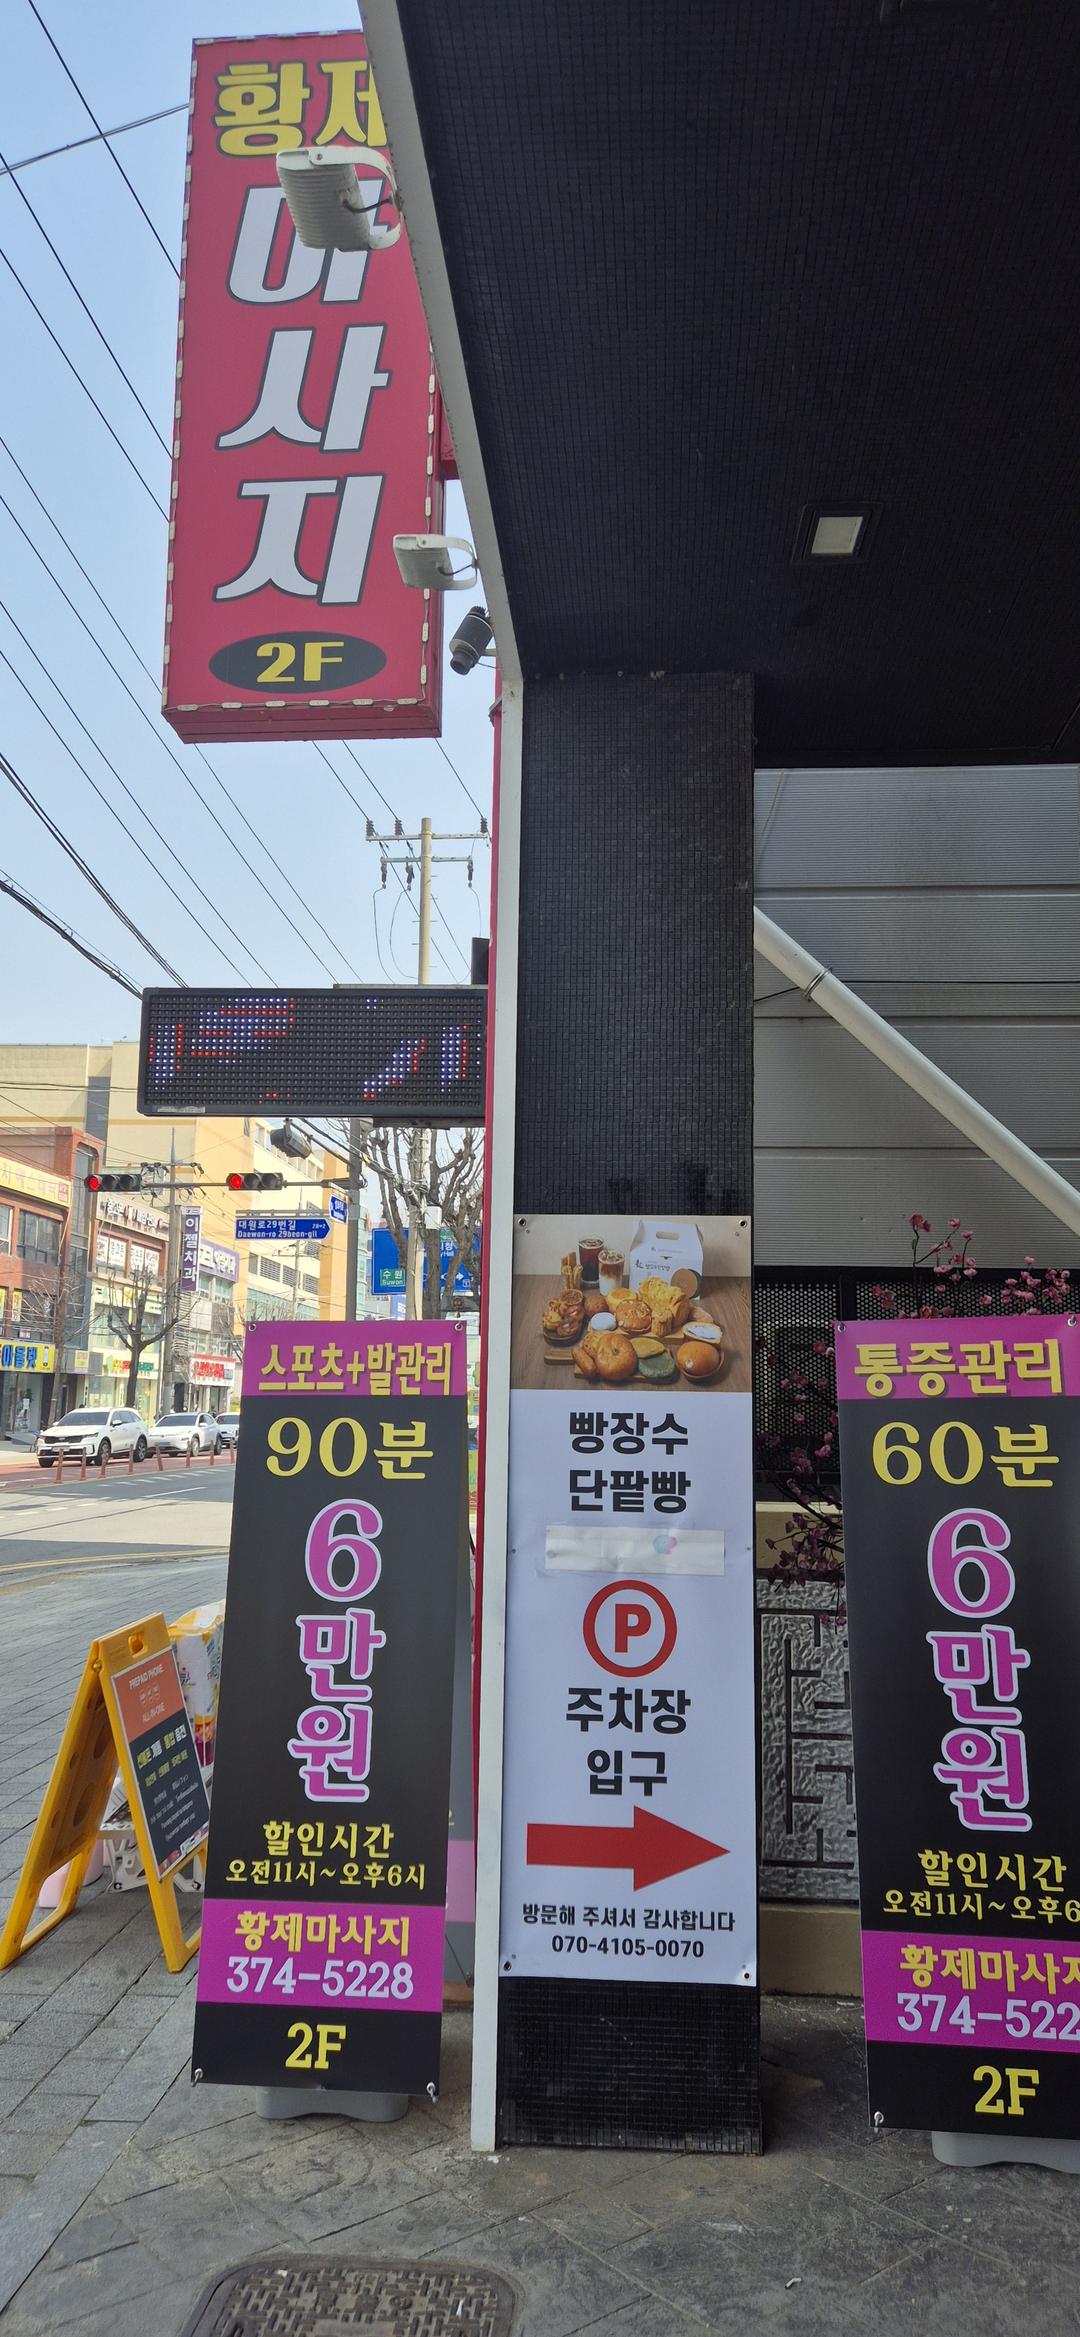 황제
마
사
지
2F
대원로29번길
Daewon-ro 29beon-gil
수원
Suwon
이젤치과
스포츠+발관리
90분
6
만
원
할인시간
오전11시~오후6시
황제마사지
374-5228
2F
빵장수
단팥빵
P
주차장
입구
방문해 주셔서 감사합니다
070-4105-0070
통증관리
60분
6
만
원
할인시간
오전11시~오후6
황제마사지
374-522
2F
PREPAID PHONE
ALL-IN-ONE